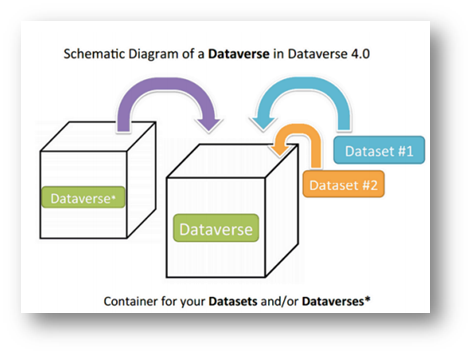 Schematic Diagram of a Dataverse in Dataverse 4.0
Dataset #1
Dataset #2
Dataverse*
Dataverse
Container for your Datasets and/or Dataverses*